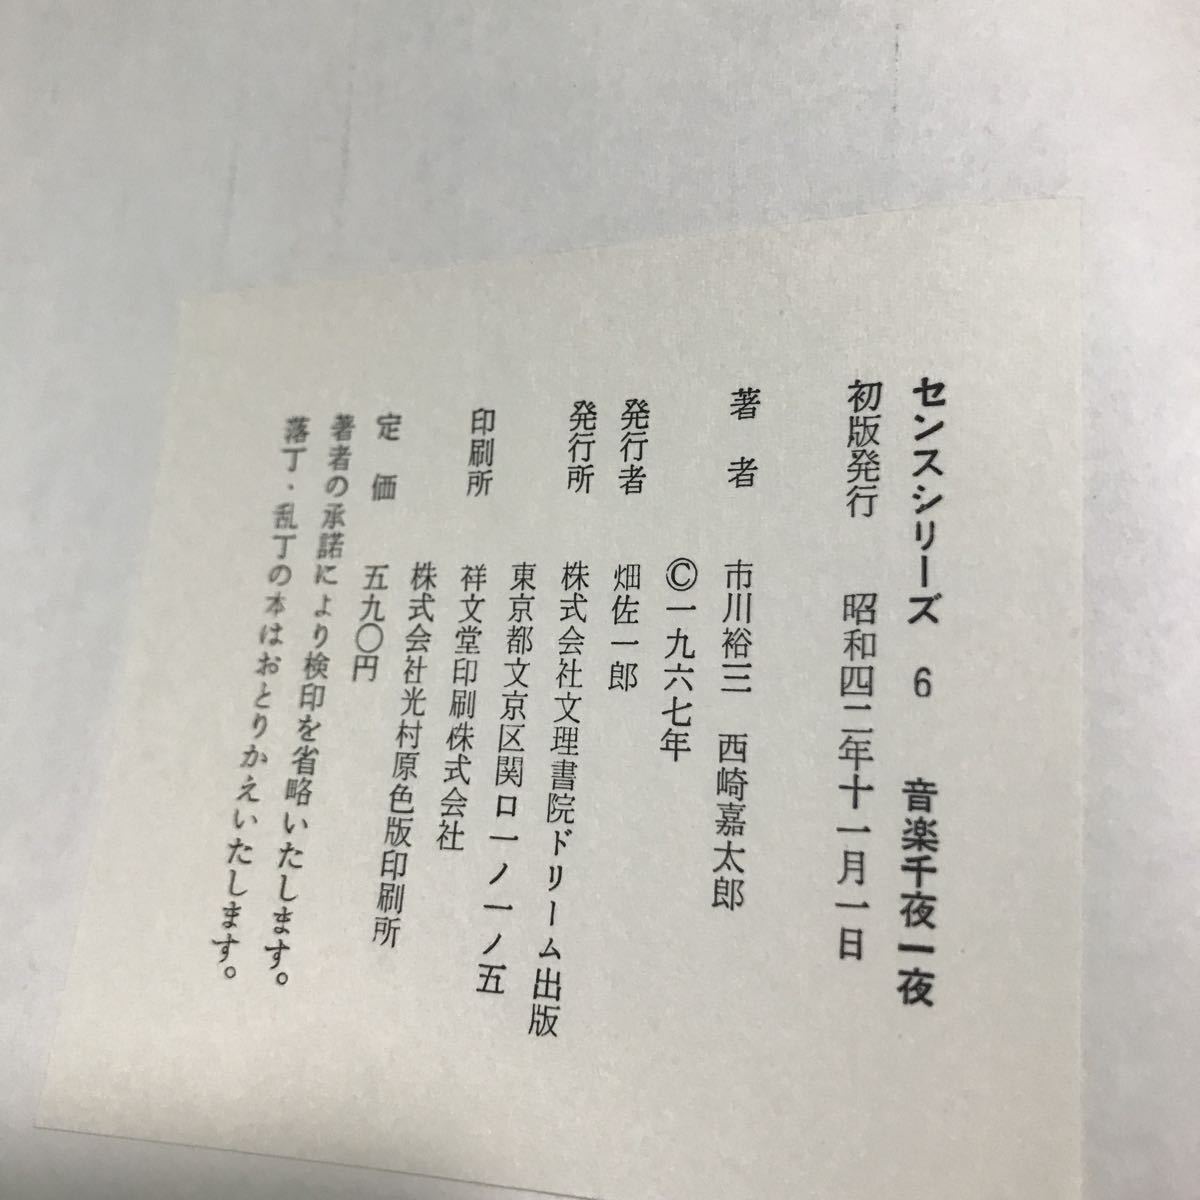 センスシリーズ 6 音楽千夜一夜
初版発行 昭和四二年十一月一日
著者 市川裕三 西崎嘉太郎
©一九六七年
発行者 畑佐一郎
発行所 株式会社文理書院ドリーム出版
東京都文京区関口一ノ一ノ五
印刷所 祥文堂印刷株式会社
株式会社光村原色版印刷所
定価 五九〇円
著者の承諾により検印を省略いたします。
落丁・乱丁の本はおとりかえいたします。